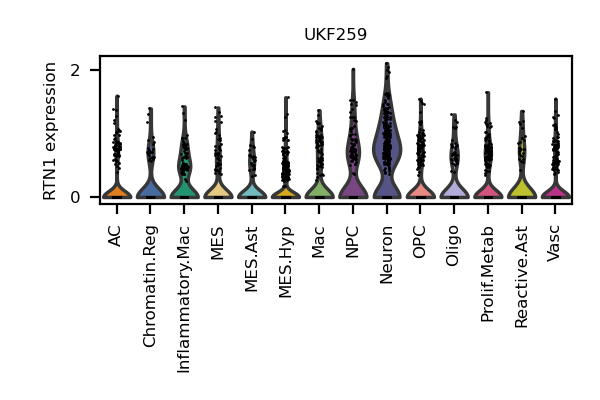 UKF259
RTN1 expression
2
0
AC
Chromatin.Reg
Inflammatory.Mac
MES
MES.Ast
MES.Hyp
Mac
NPC
Neuron
OPC
Oligo
Prolif.Metab
Reactive.Ast
Vasc